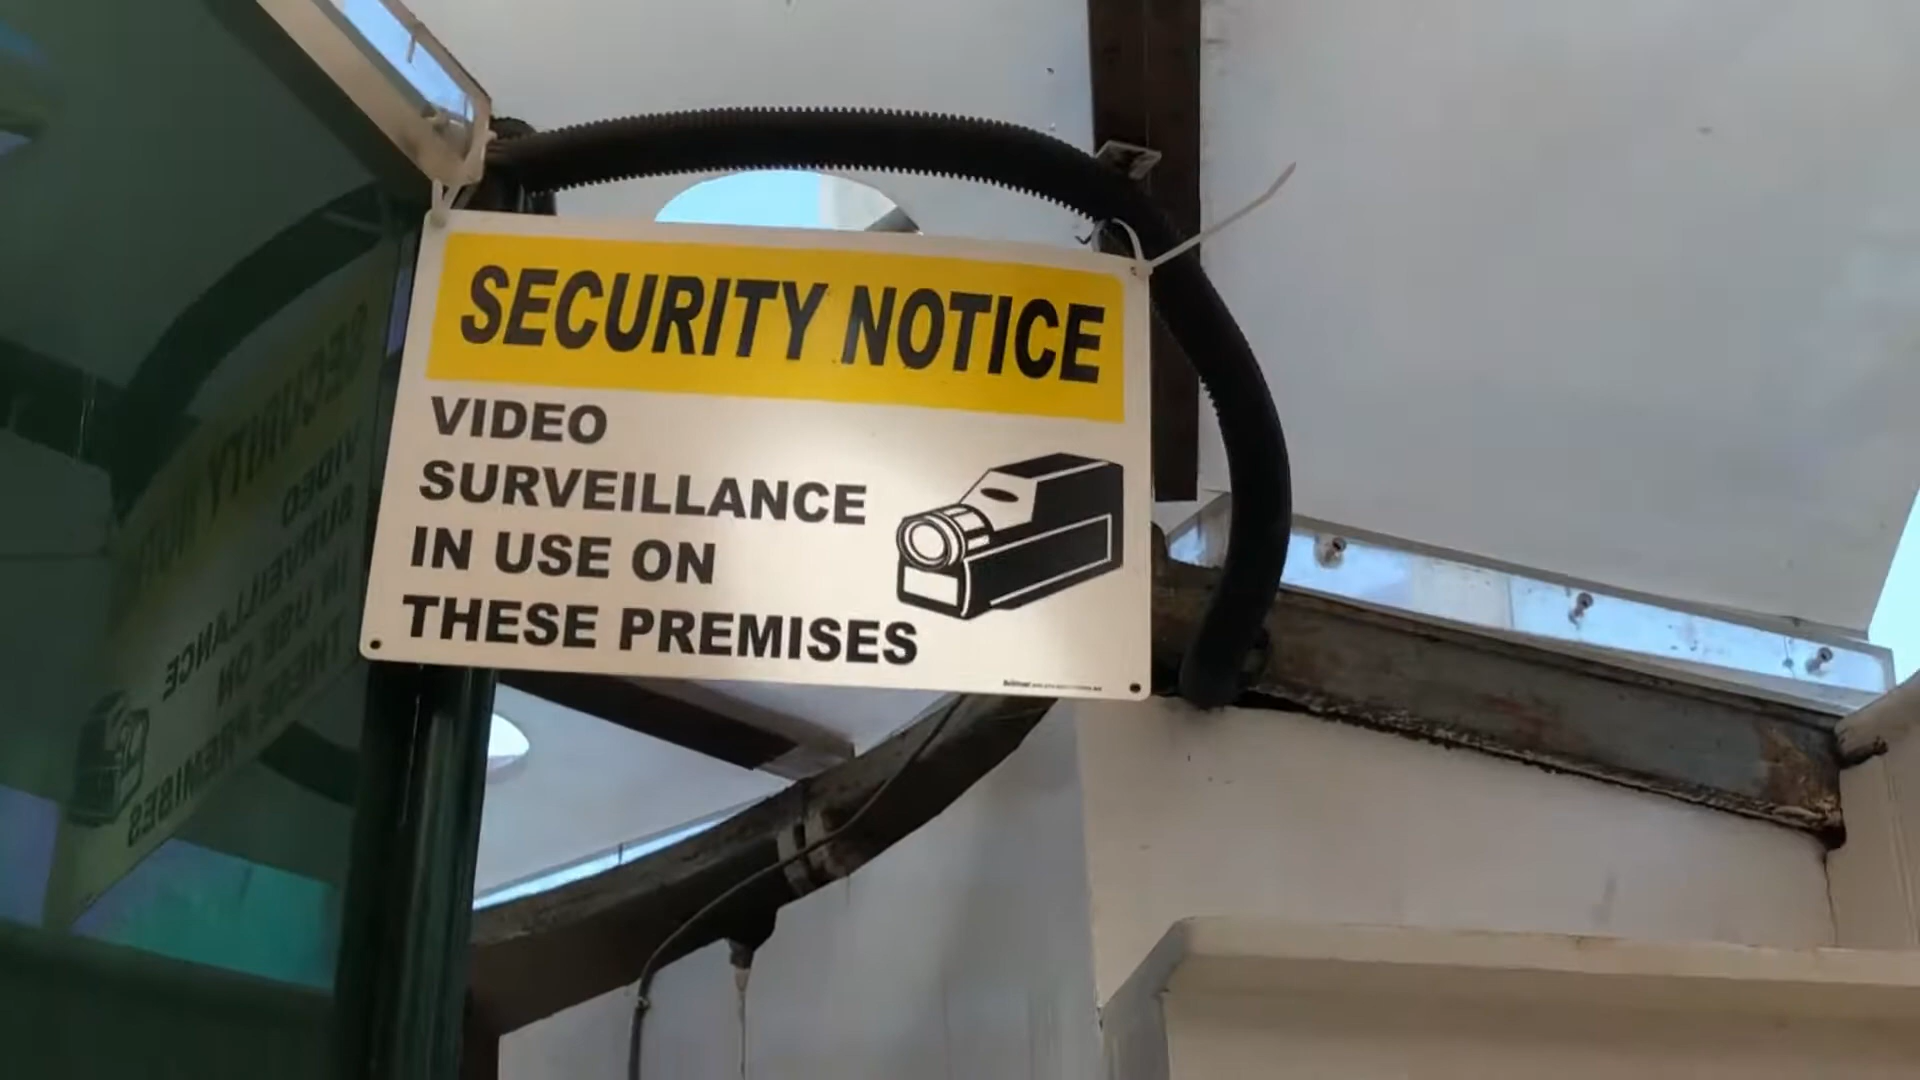 SECURITY NOTICE
VIDEO
SURVEILLANCE
IN USE ON
THESE PREMISES